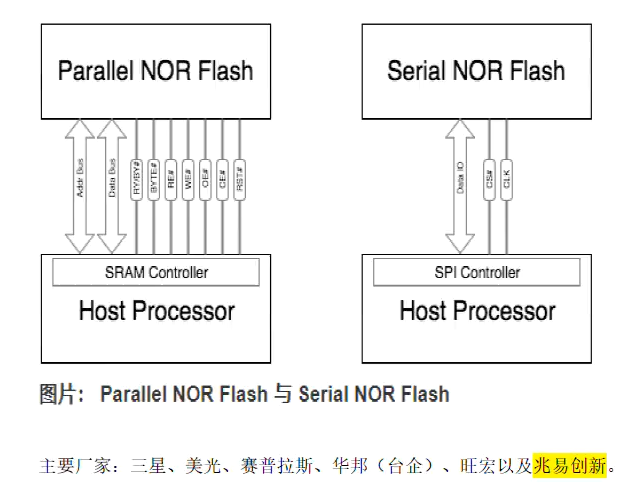 Parallel NOR Flash
Serial NOR Flash
Addr Bus
Data Bus
RY/BY#
BYTE#
RE#
WE#
OE#
CE#
RST#
Data IO
CS#
CLK
SRAM Controller
Host Processor
SPI Controller
Host Processor
图片: Parallel NOR Flash 与 Serial NOR Flash
主要厂家：三星、美光、赛普拉斯、华邦（台企）、旺宏以及兆易创新。